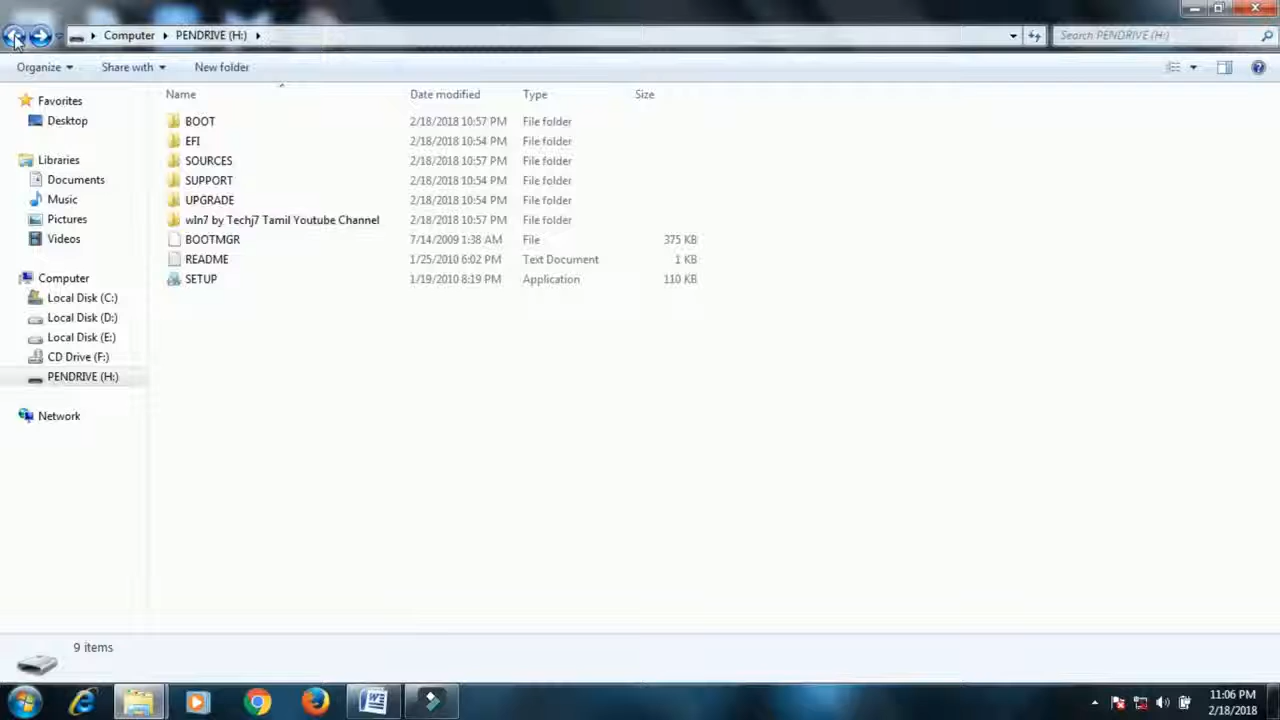 Computer PENDRIVE (H:) Search PENDRIVE (H:)
Organize Share with New folder
Name Date modified Type Size
Favorites
Desktop
Libraries
Documents
Music
Pictures
Videos
Computer
Local Disk (C:)
Local Disk (D:)
Local Disk (E:)
CD Drive (F:)
PENDRIVE (H:)
Network
BOOT 2/18/2018 10:57 PM File folder
EFI 2/18/2018 10:54 PM File folder
SOURCES 2/18/2018 10:57 PM File folder
SUPPORT 2/18/2018 10:54 PM File folder
UPGRADE 2/18/2018 10:54 PM File folder
wIn7 by Techj7 Tamil Youtube Channel 2/18/2018 10:57 PM File folder
BOOTMGR 7/14/2009 1:38 AM File 375 KB
README 1/25/2010 6:02 PM Text Document 1 KB
SETUP 1/19/2010 8:19 PM Application 110 KB
9 items
11:06 PM
2/18/2018